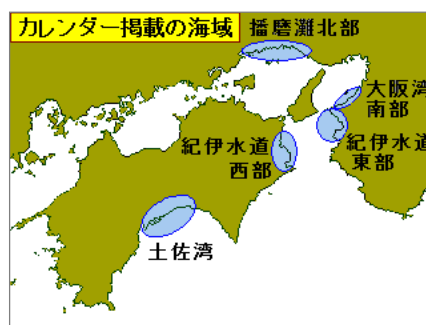 カレンダー掲載の海域
播磨灘北部
大阪湾
南部
紀伊水道
東部
紀伊水道
西部
土佐湾